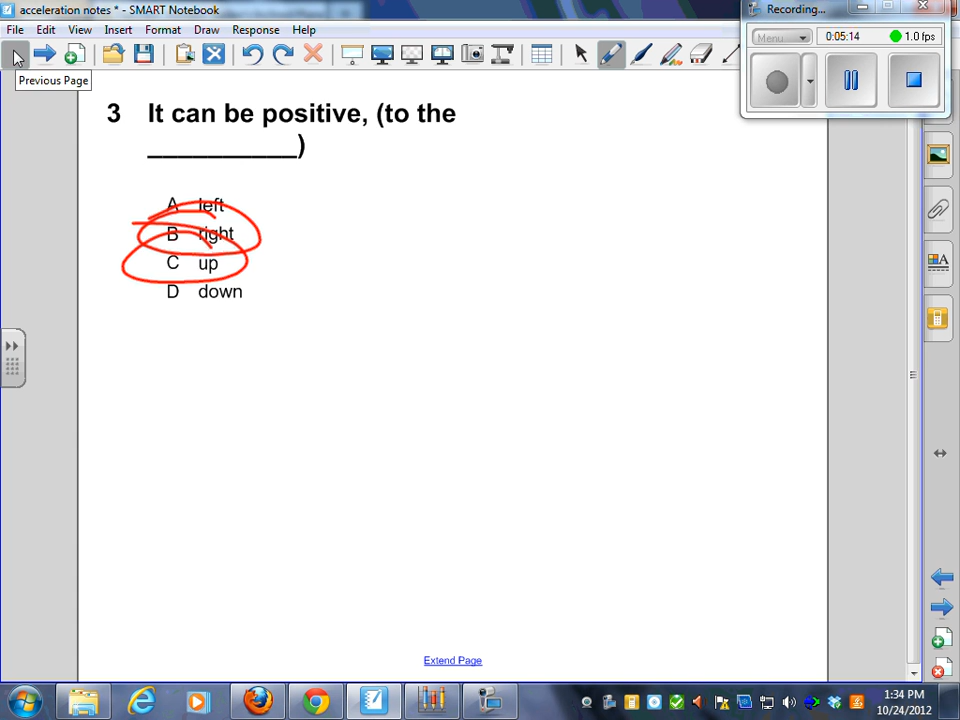 acceleration notes * - SMART Notebook
Recording...
File Edit View Insert Format Draw Response Help
Menu 0:05:14 1.0 fps
Previous Page
3 It can be positive, (to the
__________)
A left
B right
C up
D down
Extend Page
1:34 PM
10/24/2012